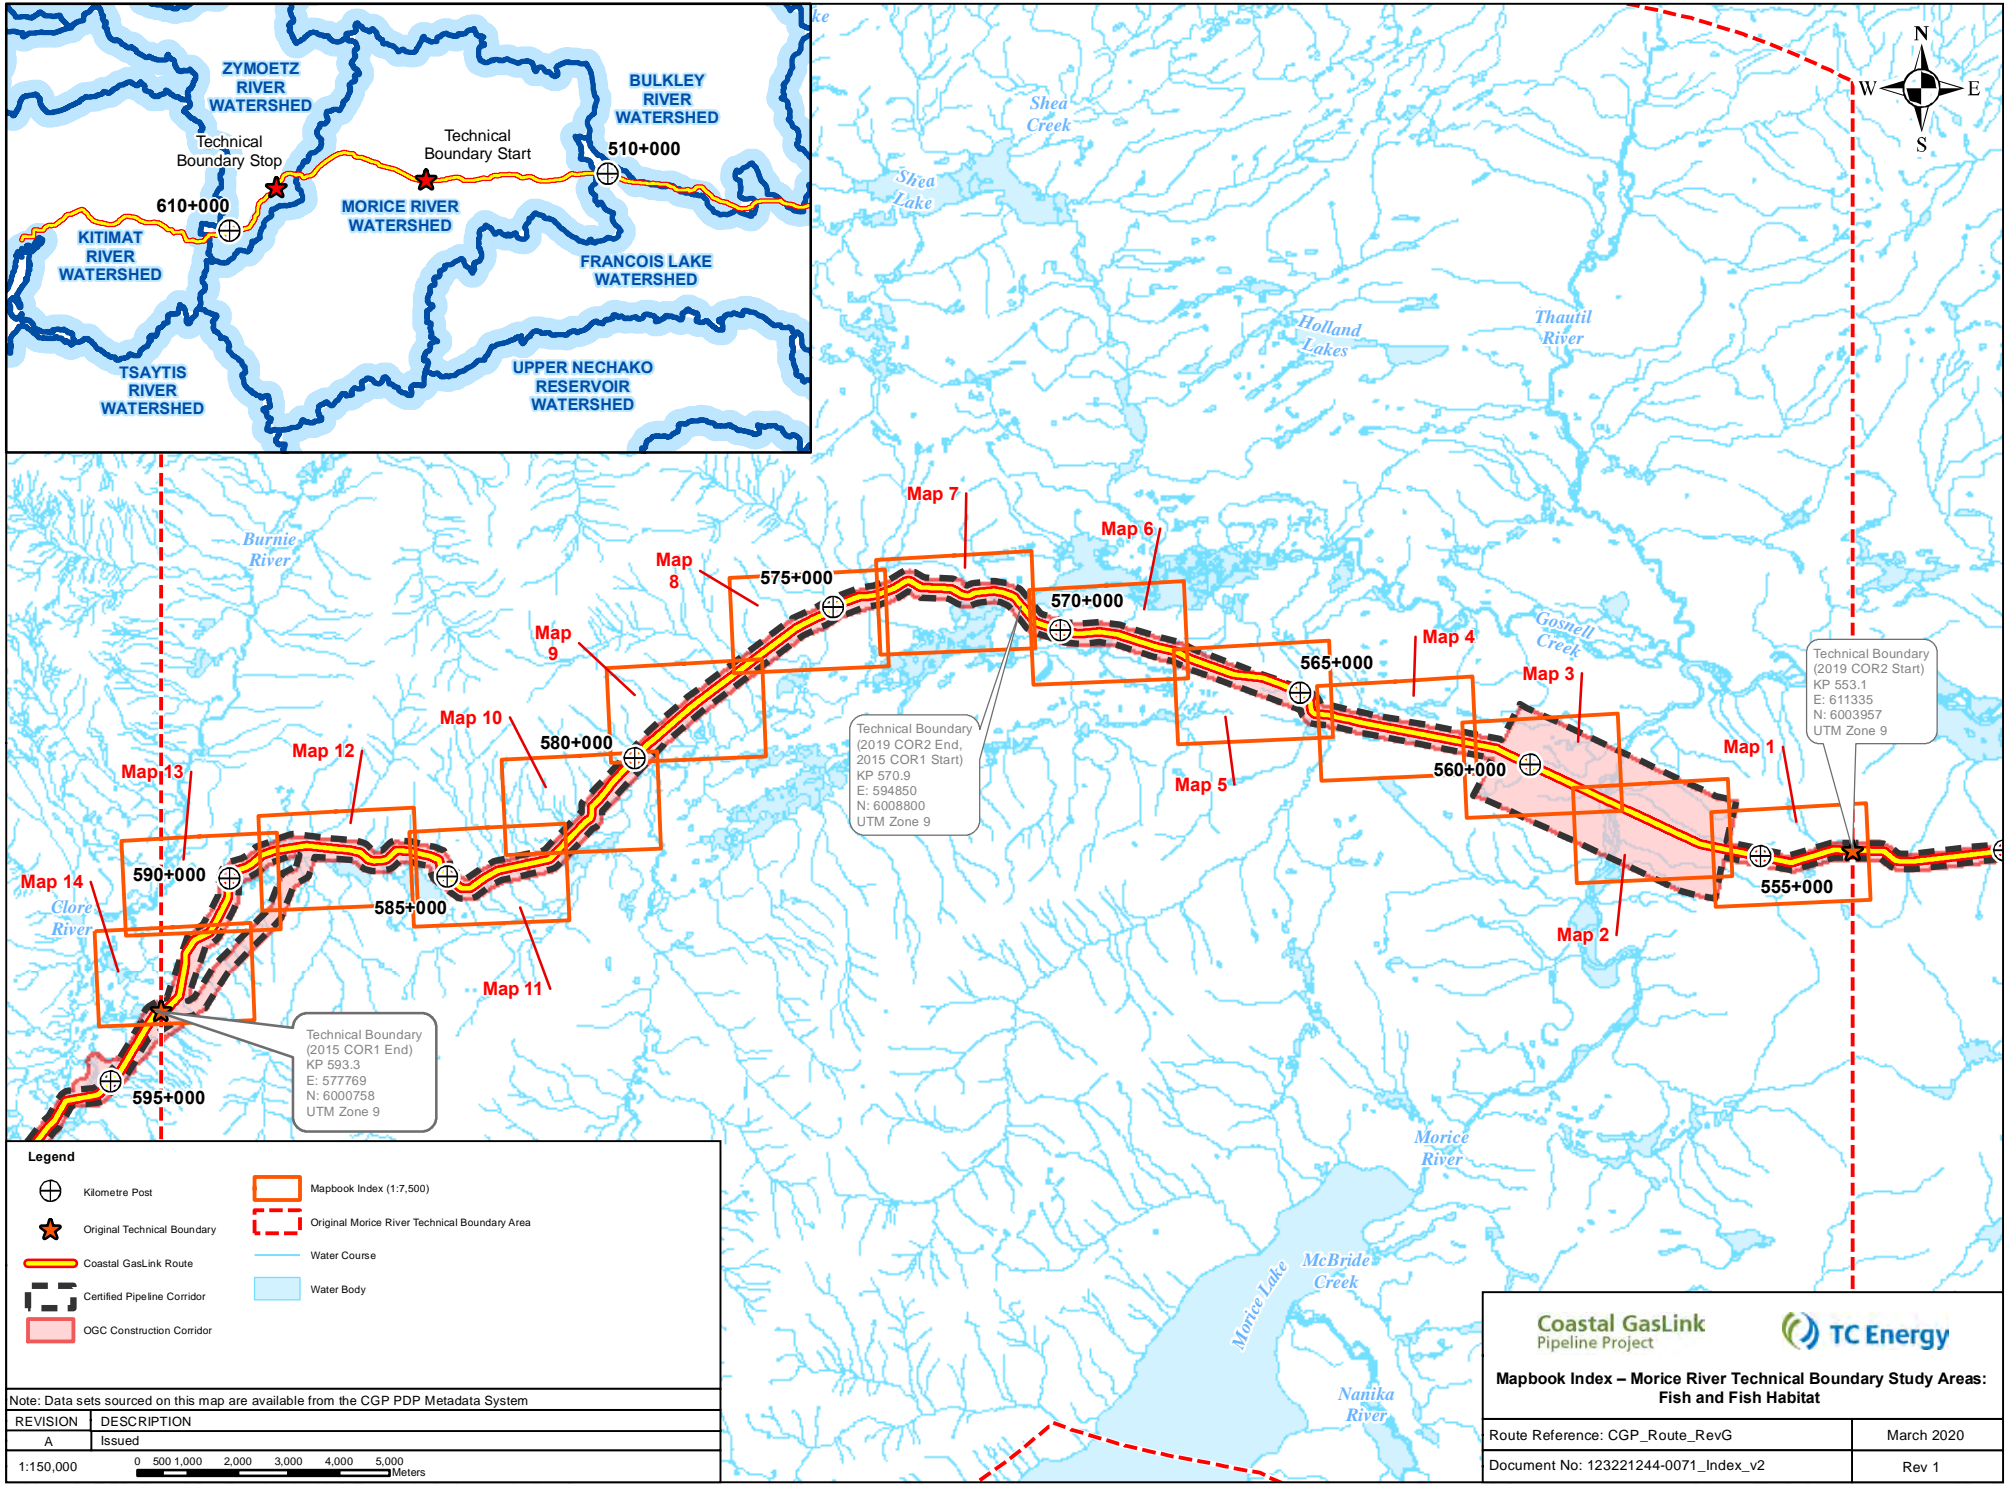 ZYMOETZ
RIVER
WATERSHED
BULKLEY
RIVER
WATERSHED
Technical
Boundary Stop
Technical
Boundary Start
510+000
610+000
MORICE RIVER
WATERSHED
KITIMAT
RIVER
WATERSHED
FRANCOIS LAKE
WATERSHED
TSAYTIS
RIVER
WATERSHED
UPPER NECHAKO
RESERVOIR
WATERSHED
ke
N
W
E
S
Shea
Creek
Shea
Lake
Holland
Lakes
Thautil
River
Burnie
River
Gosnell
Creek
Clore
River
Morice
River
Morice Lake
McBride
Creek
Nanika
River
Map 7
Map 6
Map
8
575+000
570+000
Map
9
565+000
Map 4
Map 3
Map 10
580+000
Map 12
Map 13
Map 5
560+000
Map 1
590+000
Map 14
585+000
555+000
Map 2
Map 11
595+000
Technical Boundary
(2019 COR2 Start)
KP 553.1
E: 611335
N: 6003957
UTM Zone 9
Technical Boundary
(2019 COR2 End,
2015 COR1 Start)
KP 570.9
E: 594850
N: 6008800
UTM Zone 9
Technical Boundary
(2015 COR1 End)
KP 593.3
E: 577769
N: 6000758
UTM Zone 9
Legend
Kilometre Post
Original Technical Boundary
Coastal GasLink Route
Certified Pipeline Corridor
OGC Construction Corridor
Mapbook Index (1:7,500)
Original Morice River Technical Boundary Area
Water Course
Water Body
Note: Data sets sourced on this map are available from the CGP PDP Metadata System
REVISION DESCRIPTION
A Issued
1:150,000
0 500 1,000 2,000 3,000 4,000 5,000
Meters
Coastal GasLink
Pipeline Project
TC Energy
Mapbook Index – Morice River Technical Boundary Study Areas:
Fish and Fish Habitat
Route Reference: CGP_Route_RevG
March 2020
Document No: 123221244-0071_Index_v2
Rev 1